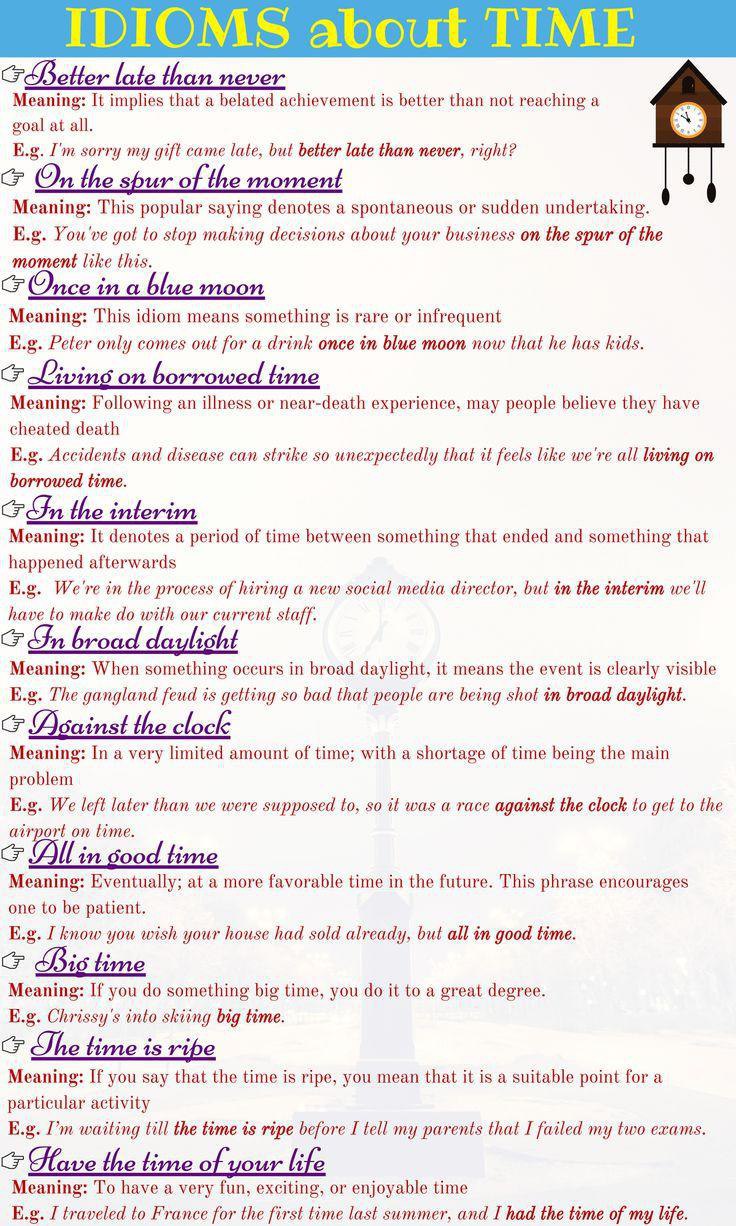 IDIOMS about TIME
Better late than never
Meaning: It implies that a belated achievement is better than not reaching a
goal at all.
E.g. I'm sorry my gift came late, but better late than never, right?
On the spur of the moment
Meaning: This popular saying denotes a spontaneous or sudden undertaking.
E.g. You've got to stop making decisions about your business on the spur of the
moment like this.
Once in a blue moon
Meaning: This idiom means something is rare or infrequent
E.g. Peter only comes out for a drink once in blue moon now that he has kids.
Living on borrowed time
Meaning: Following an illness or near-death experience, may people believe they have
cheated death
E.g. Accidents and disease can strike so unexpectedly that it feels like we're all living on
borrowed time.
In the interim
Meaning: It denotes a period of time between something that ended and something that
happened afterwards
E.g. We're in the process of hiring a new social media director, but in the interim we'll
have to make do with our current staff.
In broad daylight
Meaning: When something occurs in broad daylight, it means the event is clearly visible
E.g. The gangland feud is getting so bad that people are being shot in broad daylight.
Against the clock
Meaning: In a very limited amount of time; with a shortage of time being the main
problem
E.g. We left later than we were supposed to, so it was a race against the clock to get to the
airport on time.
All in good time
Meaning: Eventually; at a more favorable time in the future. This phrase encourages
one to be patient.
E.g. I know you wish your house had sold already, but all in good time.
Big time
Meaning: If you do something big time, you do it to a great degree.
E.g. Chrissy's into skiing big time.
The time is ripe
Meaning: If you say that the time is ripe, you mean that it is a suitable point for a
particular activity
E.g. I'm waiting till the time is ripe before I tell my parents that I failed my two exams.
Have the time of your life
Meaning: To have a very fun, exciting, or enjoyable time
E.g. I traveled to France for the first time last summer, and I had the time of my life.